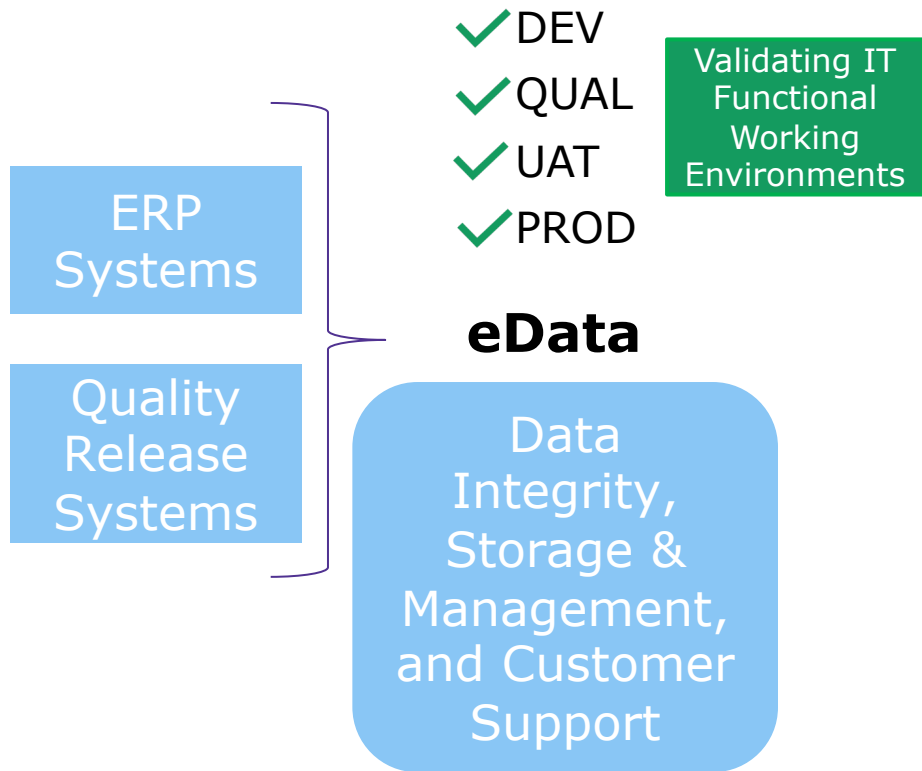 DEV
QUAL
UAT
PROD
Validating IT
Functional
Working
Environments
ERP
Systems
Quality
Release
Systems
eData
Data
Integrity,
Storage &
Management,
and Customer
Support